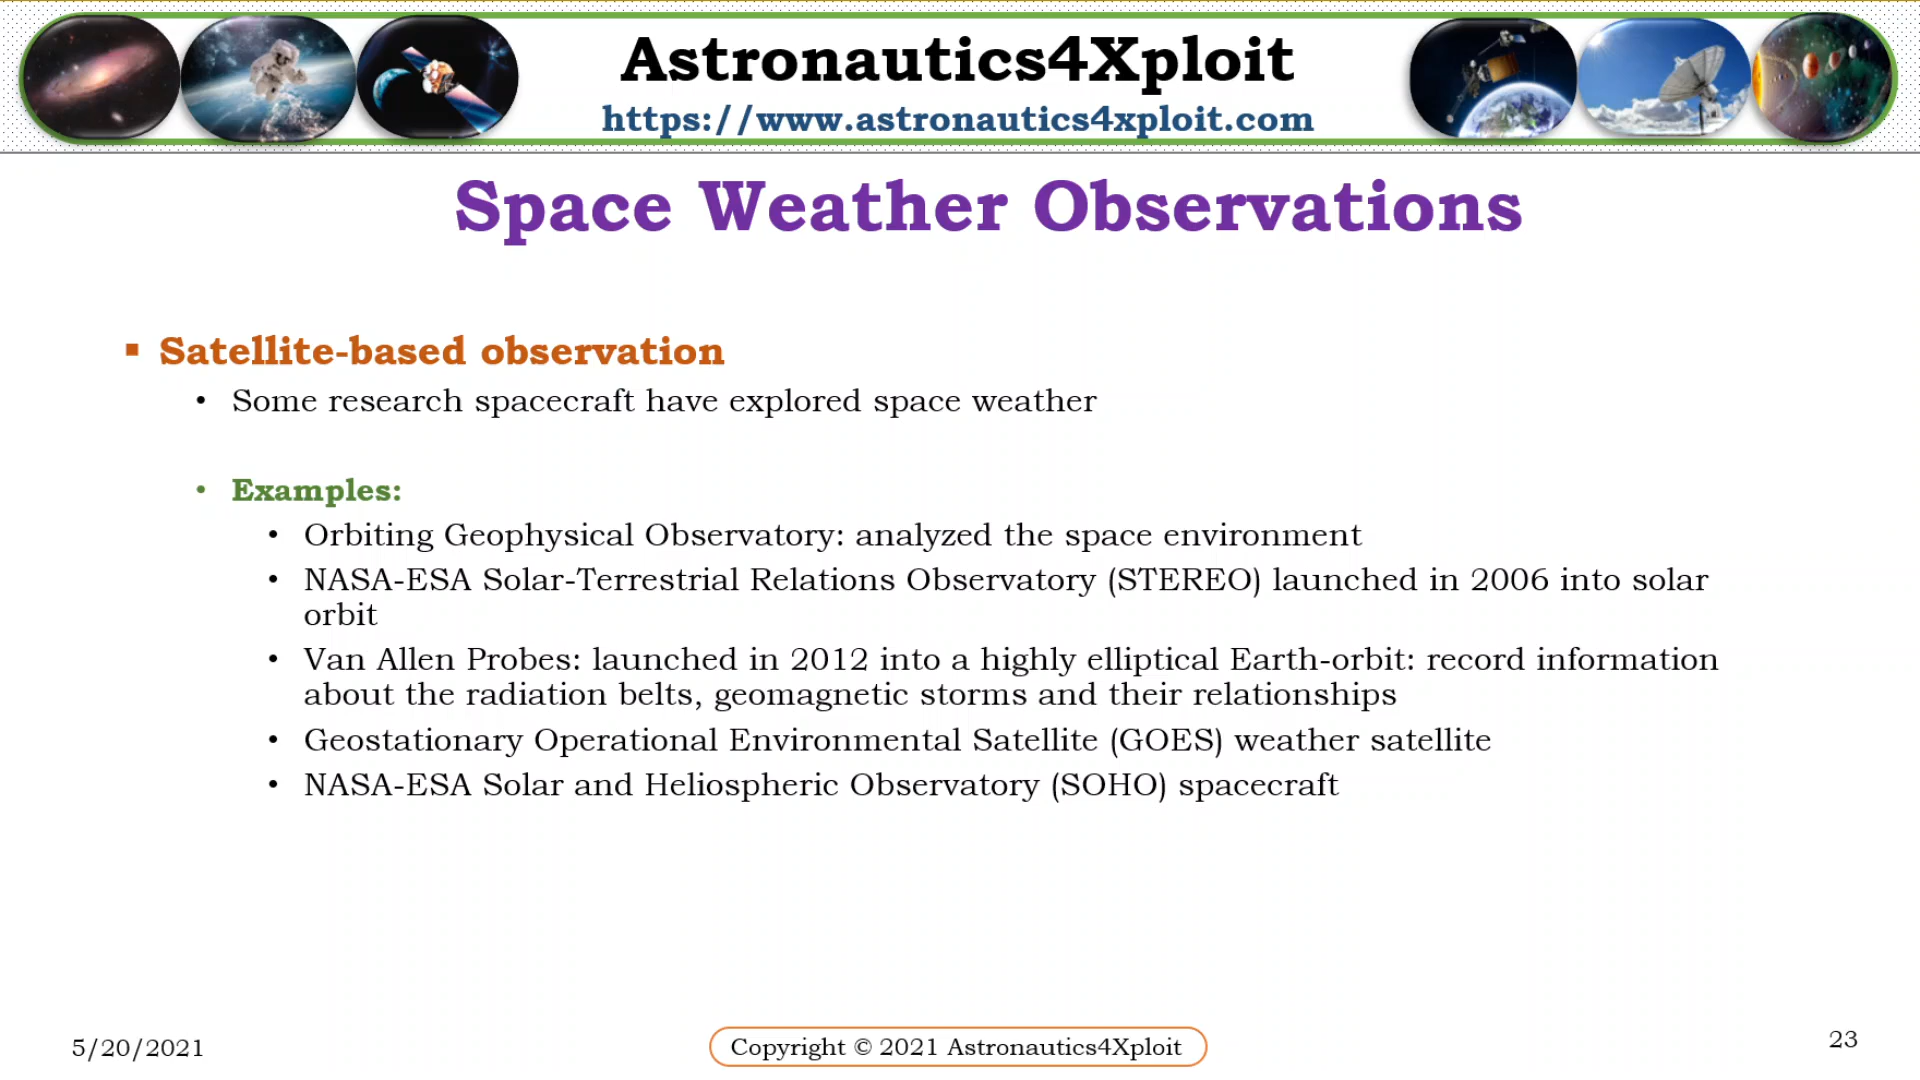 Astronautics4Xploit
https://www.astronautics4xploit.com
Space Weather Observations
▪ Satellite-based observation
• Some research spacecraft have explored space weather
• Examples:
• Orbiting Geophysical Observatory: analyzed the space environment
• NASA-ESA Solar-Terrestrial Relations Observatory (STEREO) launched in 2006 into solar
orbit
• Van Allen Probes: launched in 2012 into a highly elliptical Earth-orbit: record information
about the radiation belts, geomagnetic storms and their relationships
• Geostationary Operational Environmental Satellite (GOES) weather satellite
• NASA-ESA Solar and Heliospheric Observatory (SOHO) spacecraft
5/20/2021
Copyright © 2021 Astronautics4Xploit
23